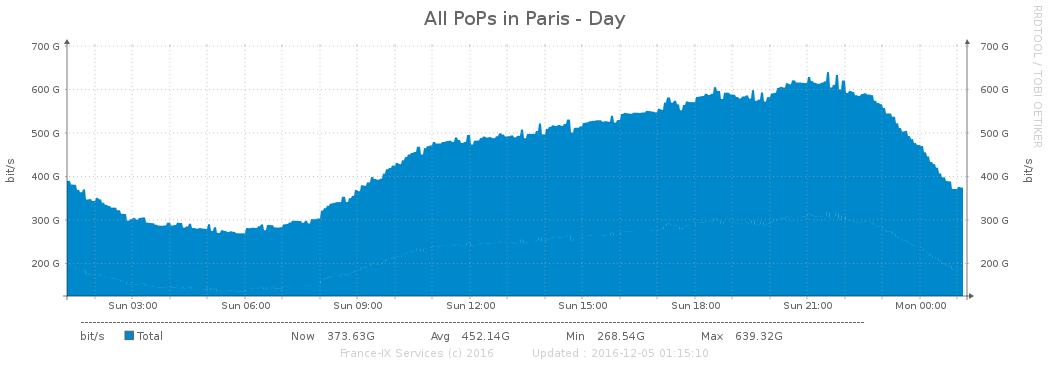 All PoPs in Paris - Day
RRDTOOL / TOBI OETIKER
700 G 700 G
600 G 600 G
500 G 500 G
400 G 400 G
300 G 300 G
200 G 200 G
bit/s bit/s
Sun 03:00 Sun 06:00 Sun 09:00 Sun 12:00 Sun 15:00 Sun 18:00 Sun 21:00 Mon 00:00
bit/s Total Now 373.63G Avg 452.14G Min 268.54G Max 639.32G
France-IX Services (c) 2016 Updated : 2016-12-05 01:15:10